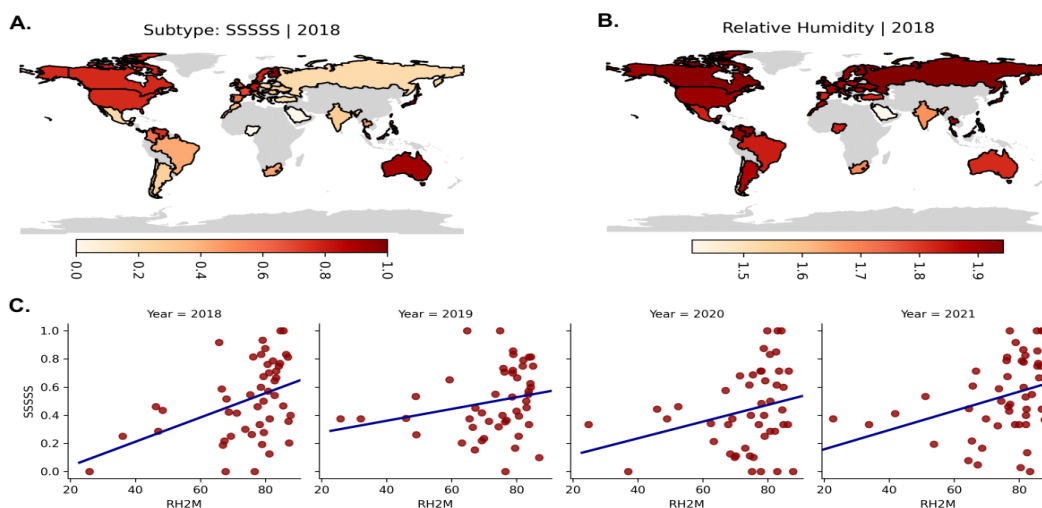 A.
Subtype: SSSSS | 2018
0.0 0.2 0.4 0.6 0.8 1.0
B.
Relative Humidity | 2018
1.5 1.6 1.7 1.8 1.9
C.
Year = 2018 Year = 2019 Year = 2020 Year = 2021
SSSSS
1.0
0.8
0.6
0.4
0.2
0.0
20 40 60 80 20 40 60 80 20 40 60 80 20 40 60 80
RH2M RH2M RH2M RH2M